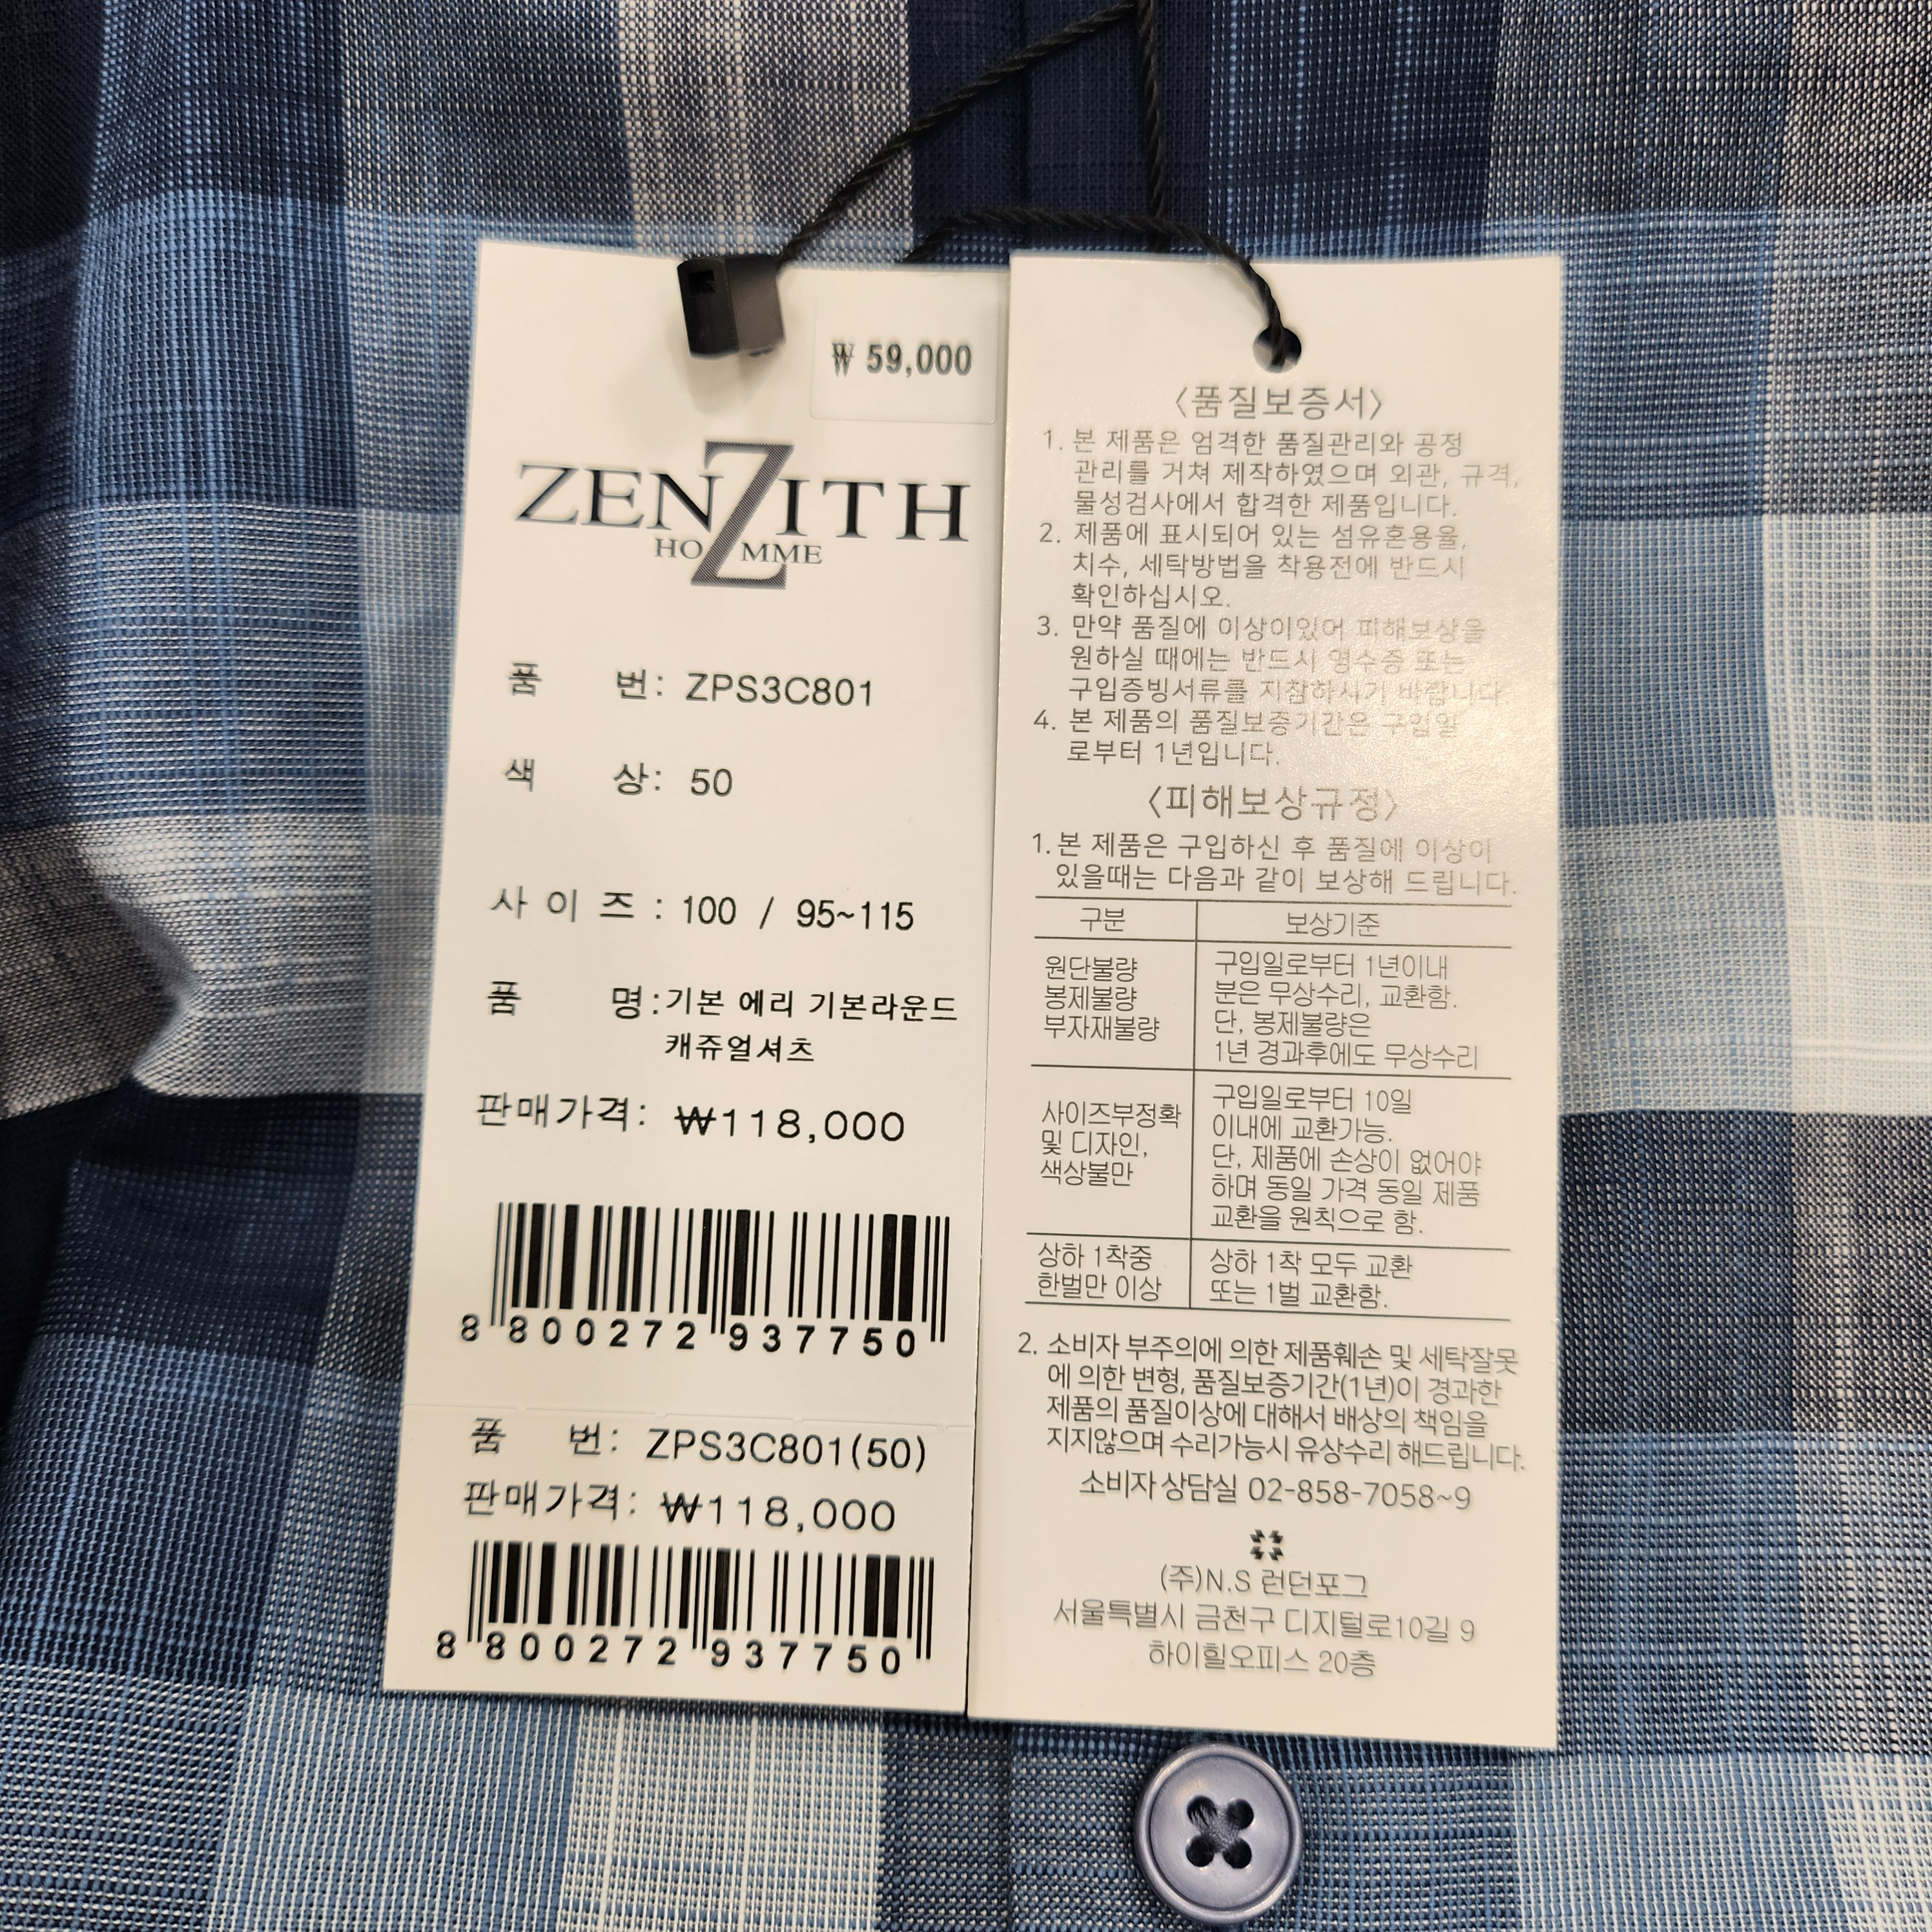 ₩ 59,000
ZENZITH
HOMME
품 번: ZPS3C801
색 상: 50
사 이 즈 : 100 / 95~115
품 명:기본 에리 기본라운드
캐쥬얼셔츠
판매가격: ₩118,000
8 800272 937750
품 번: ZPS3C801(50)
판매가격: ₩118,000
8 800272 937750
〈품질보증서〉
1. 본 제품은 엄격한 품질관리와 공정
관리를 거쳐 제작하였으며 외관, 규격,
물성검사에서 합격한 제품입니다.
2. 제품에 표시되어 있는 섬유혼용율,
치수, 세탁방법을 착용전에 반드시
확인하십시오.
3. 만약 품질에 이상이있어 피해보상을
원하실 때에는 반드시 영수증 또는
구입증빙서류를 지참하시기 바랍니다.
4. 본 제품의 품질보증기간은 구입일
로부터 1년입니다.
〈피해보상규정〉
1. 본 제품은 구입하신 후 품질에 이상이
있을때는 다음과 같이 보상해 드립니다.
구분 보상기준
원단불량
봉제불량
부자재불량
구입일로부터 1년이내
분은 무상수리, 교환함.
단, 봉제불량은
1년 경과후에도 무상수리
사이즈부정확
및 디자인,
색상불만
구입일로부터 10일
이내에 교환가능.
단, 제품에 손상이 없어야
하며 동일 가격 동일 제품
교환을 원칙으로 함.
상하 1착중
한벌만 이상
상하 1착 모두 교환
또는 1벌 교환함.
2. 소비자 부주의에 의한 제품훼손 및 세탁잘못
에 의한 변형, 품질보증기간(1년)이 경과한
제품의 품질이상에 대해서 배상의 책임을
지지않으며 수리가능시 유상수리 해드립니다.
소비자 상담실 02-858-7058~9
(주)N.S 런던포그
서울특별시 금천구 디지털로10길 9
하이힐오피스 20층